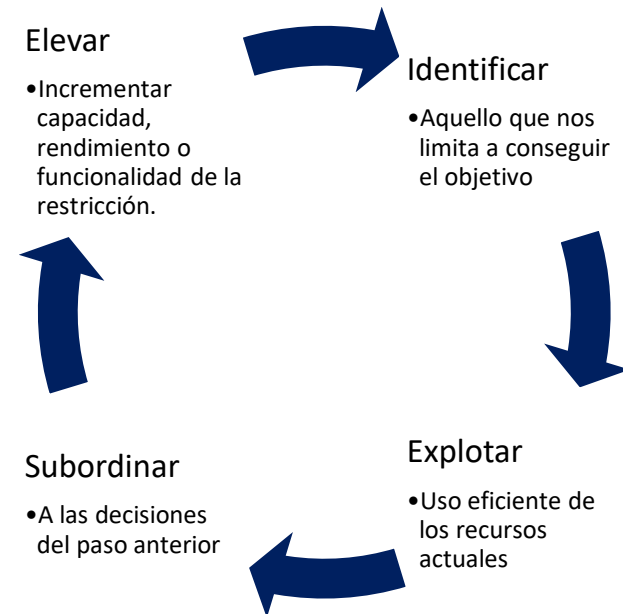 Elevar
•Incrementar
capacidad,
rendimiento o
funcionalidad de la
restricción.
Identificar
•Aquello que nos
limita a conseguir
el objetivo
Subordinar
•A las decisiones
del paso anterior
Explotar
•Uso eficiente de
los recursos
actuales